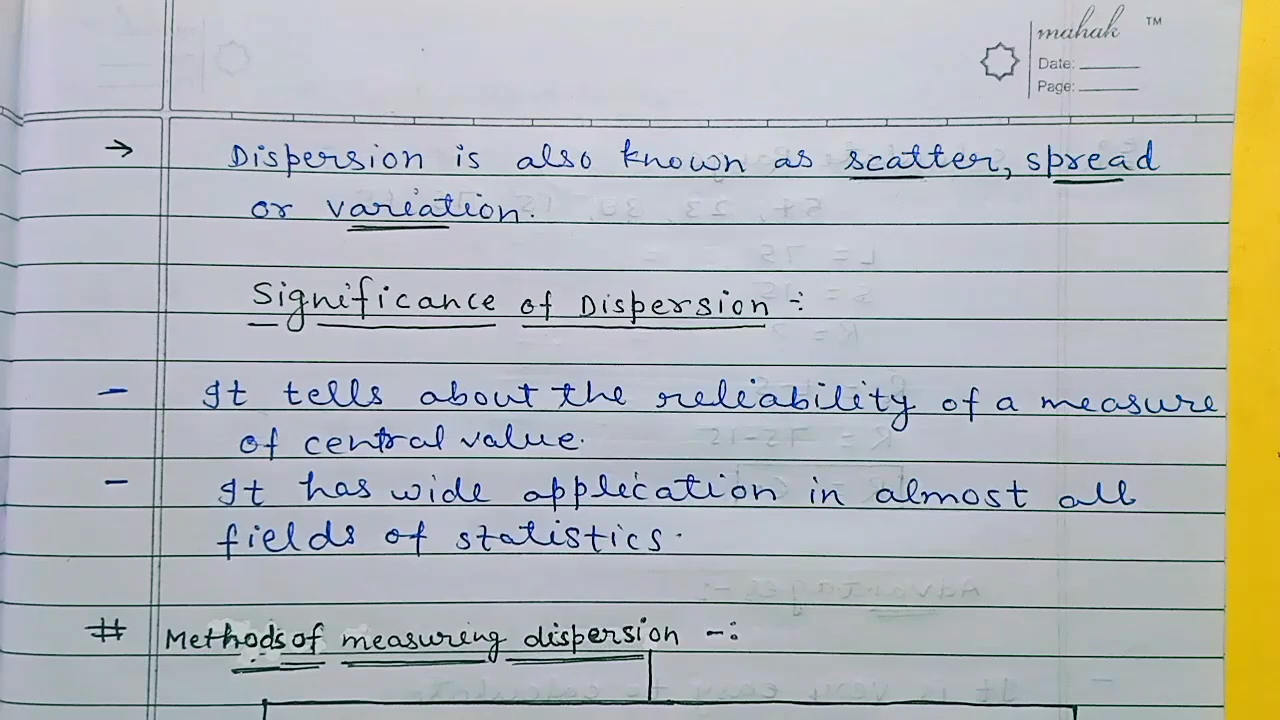 mahak ™
Date:
Page:
→ Dispersion is also known as scatter, spread
or variation.
Significance of Dispersion :-
- It tells about the reliability of a measure
of central value.
- It has wide application in almost all
fields of statistics.
# Methods of measuring dispersion -: